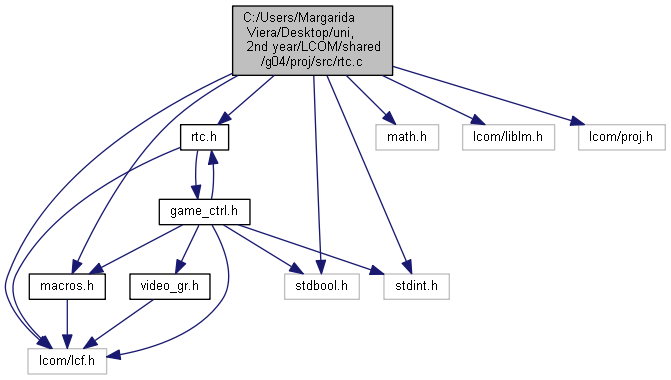 C:/Users/Margarida
Viera/Desktop/uni,
2nd year/LCOM/shared
/g04/proj/src/rtc.c
rtc.h
math.h
lcom/liblm.h
lcom/proj.h
game_ctrl.h
macros.h
video_gr.h
stdbool.h
stdint.h
lcom/lcf.h